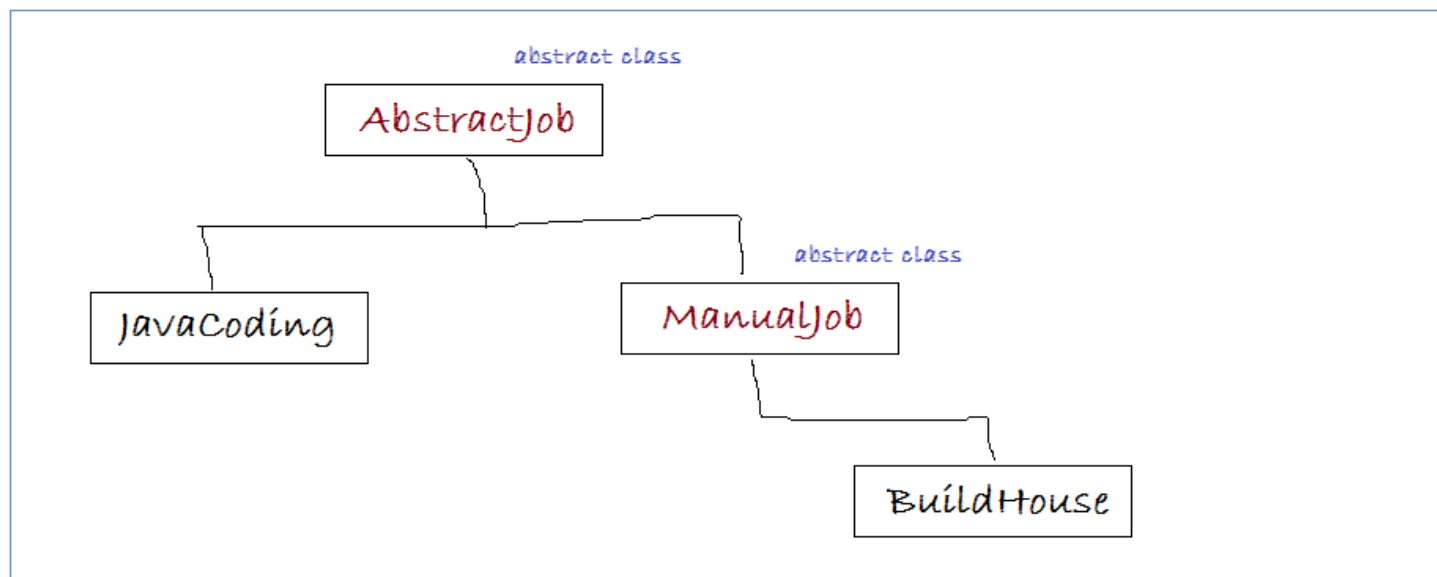 abstract class
AbstractJob
abstract class
JavaCoding
ManualJob
BuildHouse